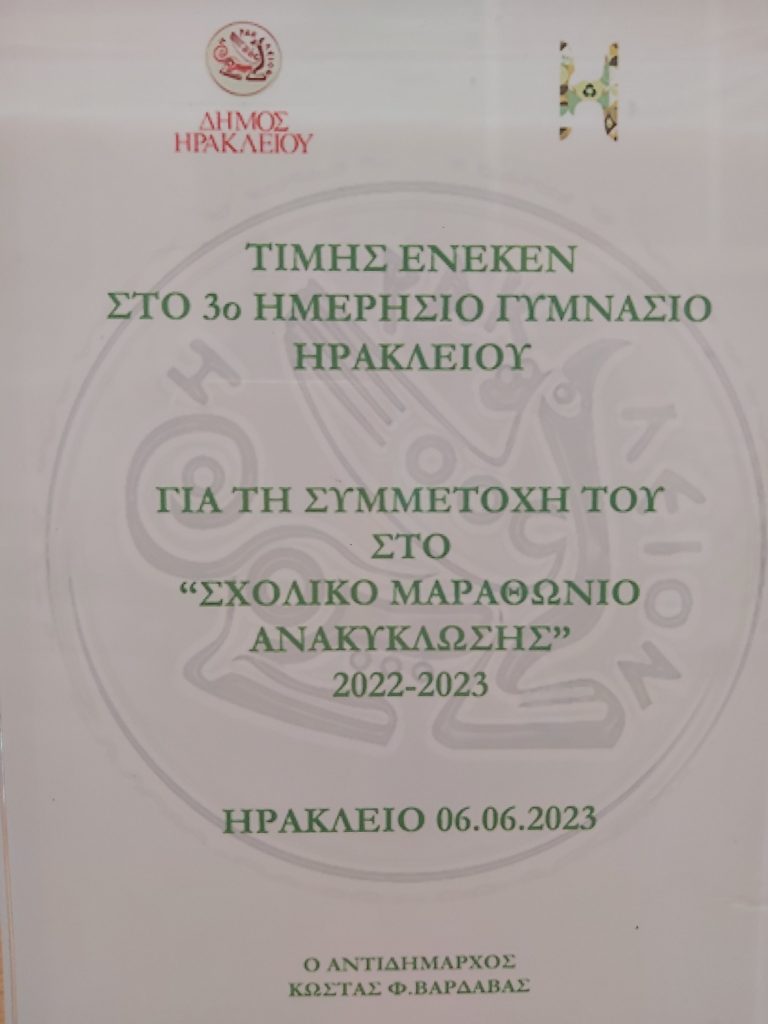 ΔΗΜΟΣ
ΗΡΑΚΛΕΙΟΥ
ΤΙΜΗΣ ΕΝΕΚΕΝ
ΣΤΟ 3ο ΗΜΕΡΗΣΙΟ ΓΥΜΝΑΣΙΟ
ΗΡΑΚΛΕΙΟΥ
ΓΙΑ ΤΗ ΣΥΜΜΕΤΟΧΗ ΤΟΥ
ΣΤΟ
“ΣΧΟΛΙΚΟ ΜΑΡΑΘΩΝΙΟ
ΑΝΑΚΥΚΛΩΣΗΣ”
2022-2023
ΗΡΑΚΛΕΙΟ 06.06.2023
Ο ΑΝΤΙΔΗΜΑΡΧΟΣ
ΚΩΣΤΑΣ Φ.ΒΑΡΔΑΒΑΣ